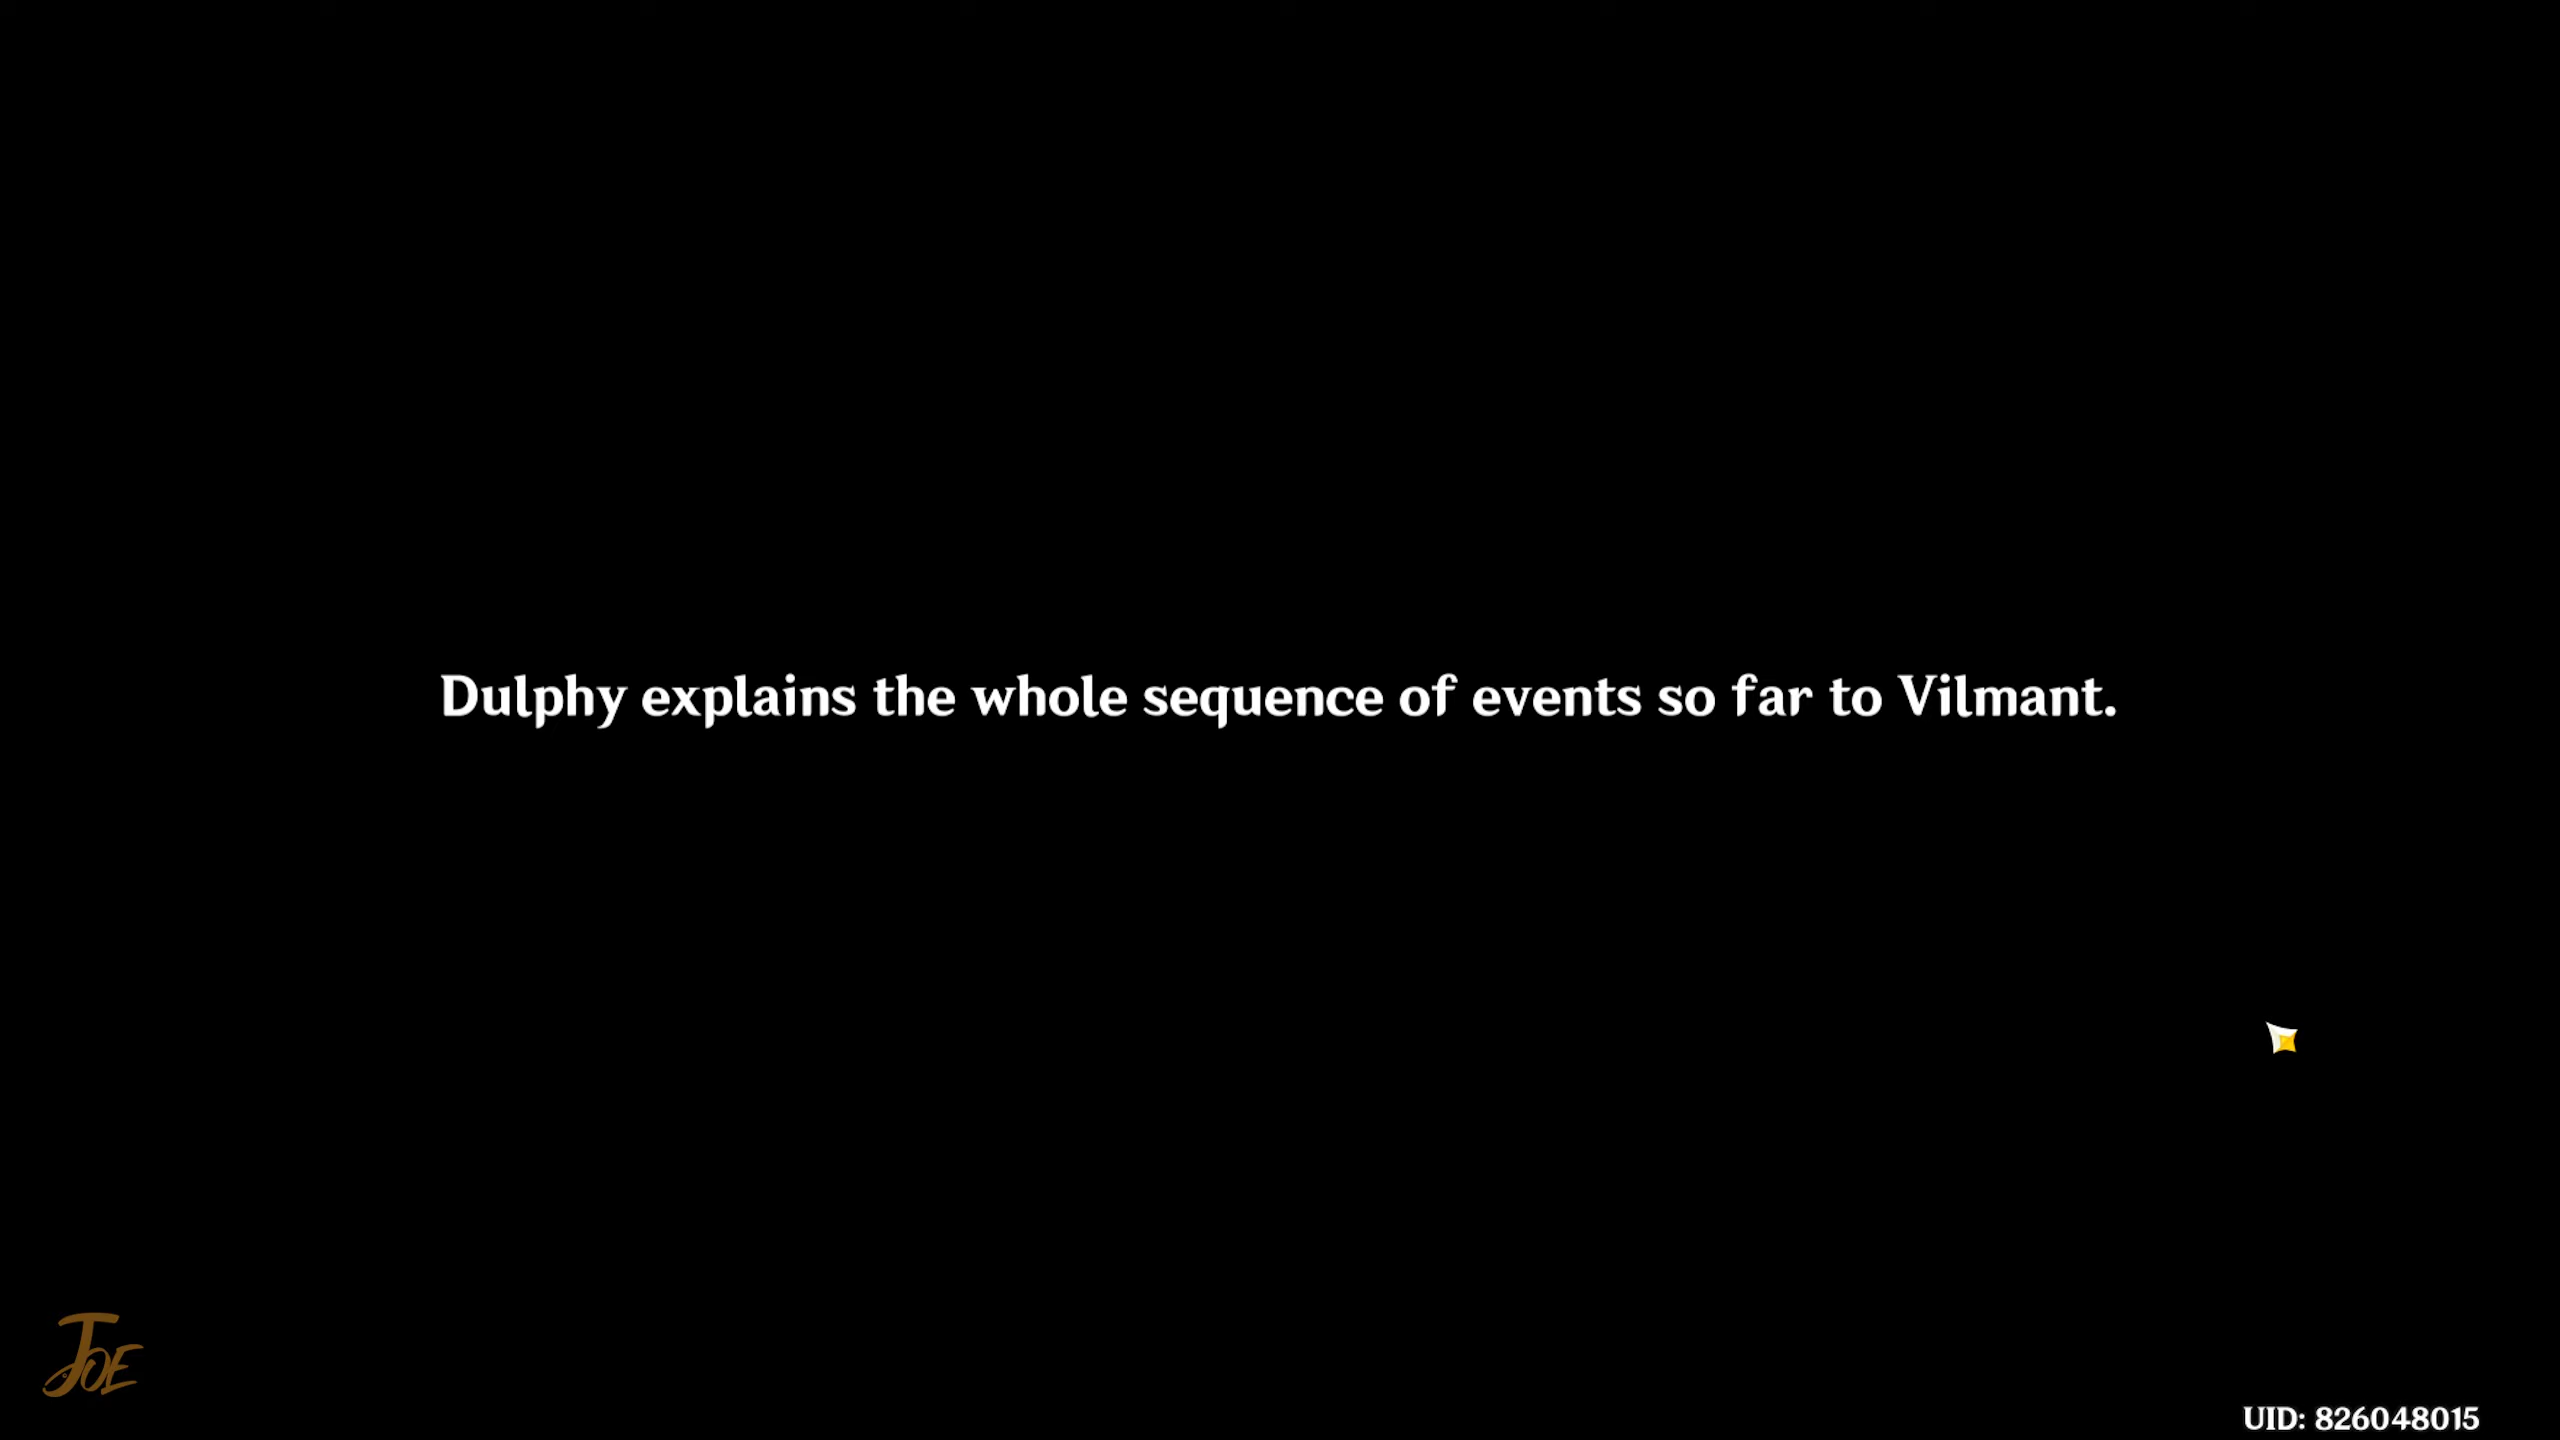 Dulphy explains the whole sequence of events so far to Vilmant.
JOE
UID: 826048015